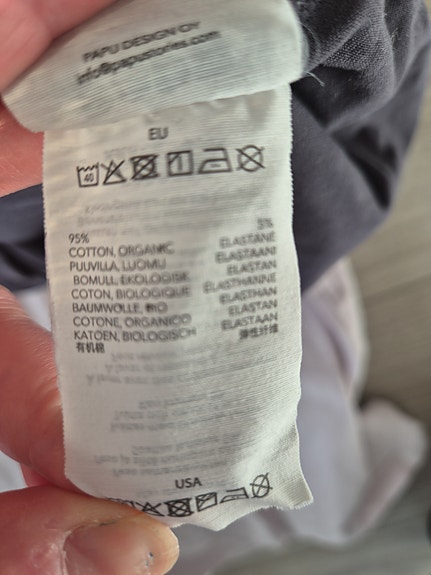 PAPU DESIGN OY
info@papustories.com
EU
40
95% 5%
COTTON, ORGANIC ELASTANE
PUUVILLA, LUOMU ELASTAANI
BOMULL, EKOLOGISK ELASTAN
COTON, BIOLOGIQUE ELASTHANNE
BAUMWOLLE, BIO ELASTHAN
COTONE, ORGANICO ELASTAN
KATOEN, BIOLOGISCH ELASTAAN
有机棉 弹性纤维
USA